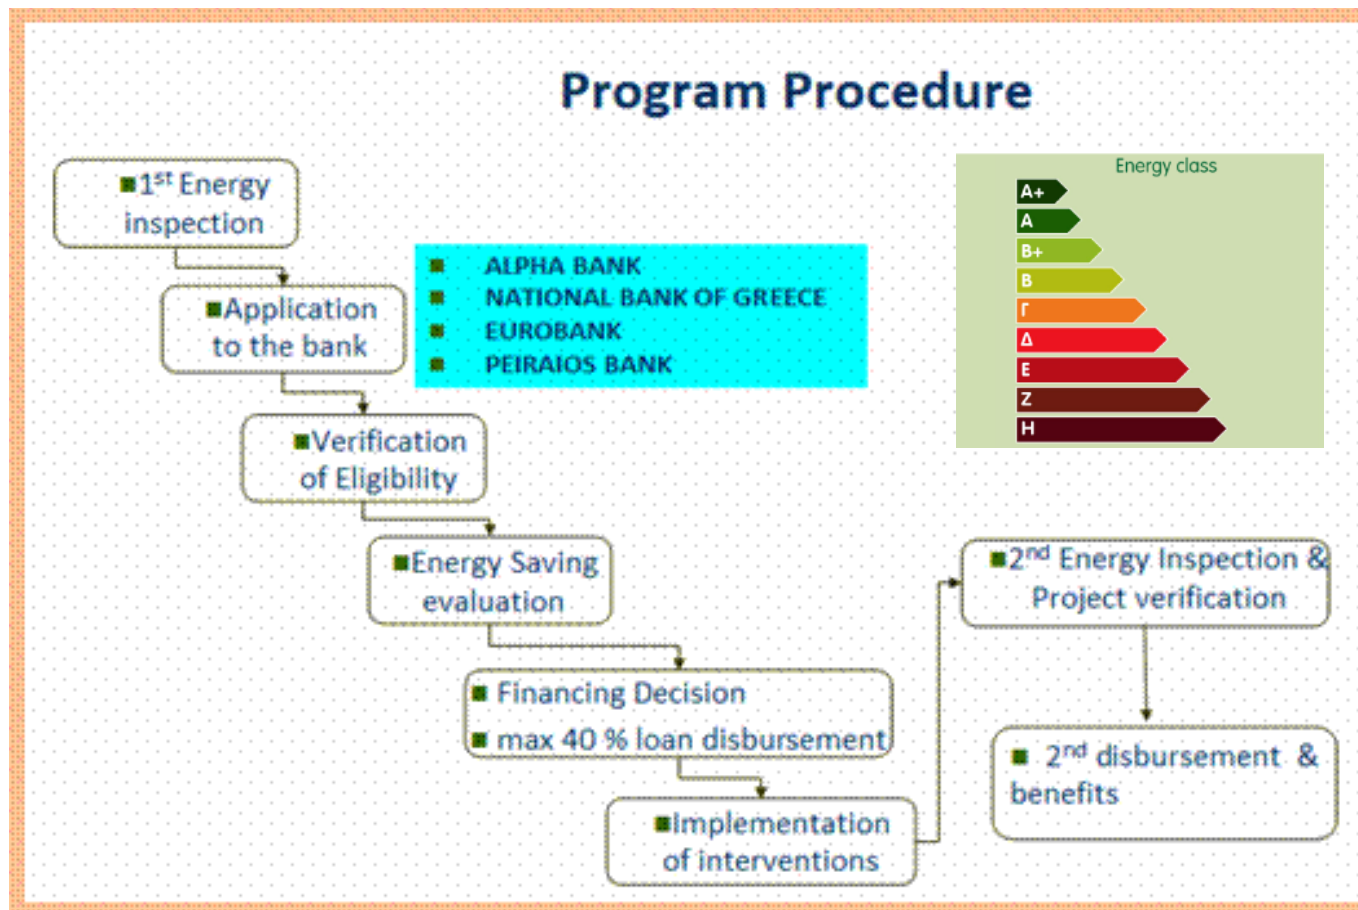 Program Procedure
1st Energy
inspection
Application
to the bank
ALPHA BANK
NATIONAL BANK OF GREECE
EUROBANK
PEIRAIOS BANK
Energy class
A+
A
B+
B
Γ
Δ
E
Z
H
Verification
of Eligibility
Energy Saving
evaluation
Financing Decision
max 40 % loan disbursement
Implementation
of interventions
2nd Energy Inspection &
Project verification
2nd disbursement &
benefits